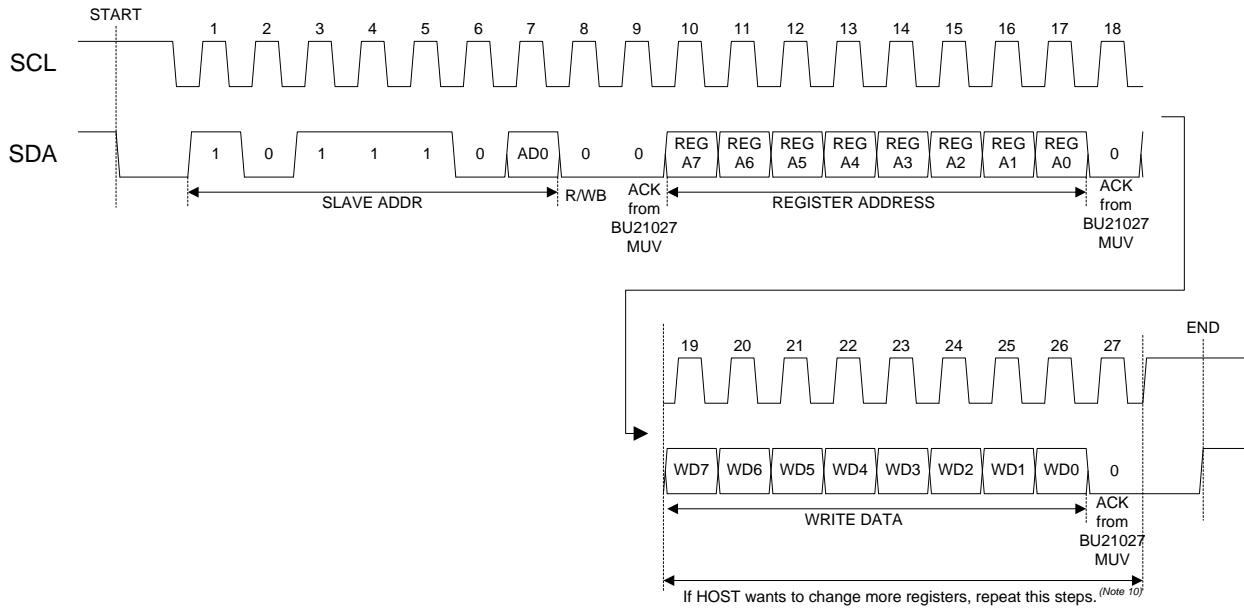 START
1 2 3 4 5 6 7 8 9 10 11 12 13 14 15 16 17 18
SCL
SDA
1 0 1 1 1 0 AD0 0 0 REG A7 REG A6 REG A5 REG A4 REG A3 REG A2 REG A1 REG A0 0
SLAVE ADDR
R/WB
ACK
from
BU21027
MUV
REGISTER ADDRESS
ACK
from
BU21027
MUV
END
19 20 21 22 23 24 25 26 27
WD7 WD6 WD5 WD4 WD3 WD2 WD1 WD0 0
WRITE DATA
ACK
from
BU21027
MUV
If HOST wants to change more registers, repeat this steps. (Note 10)